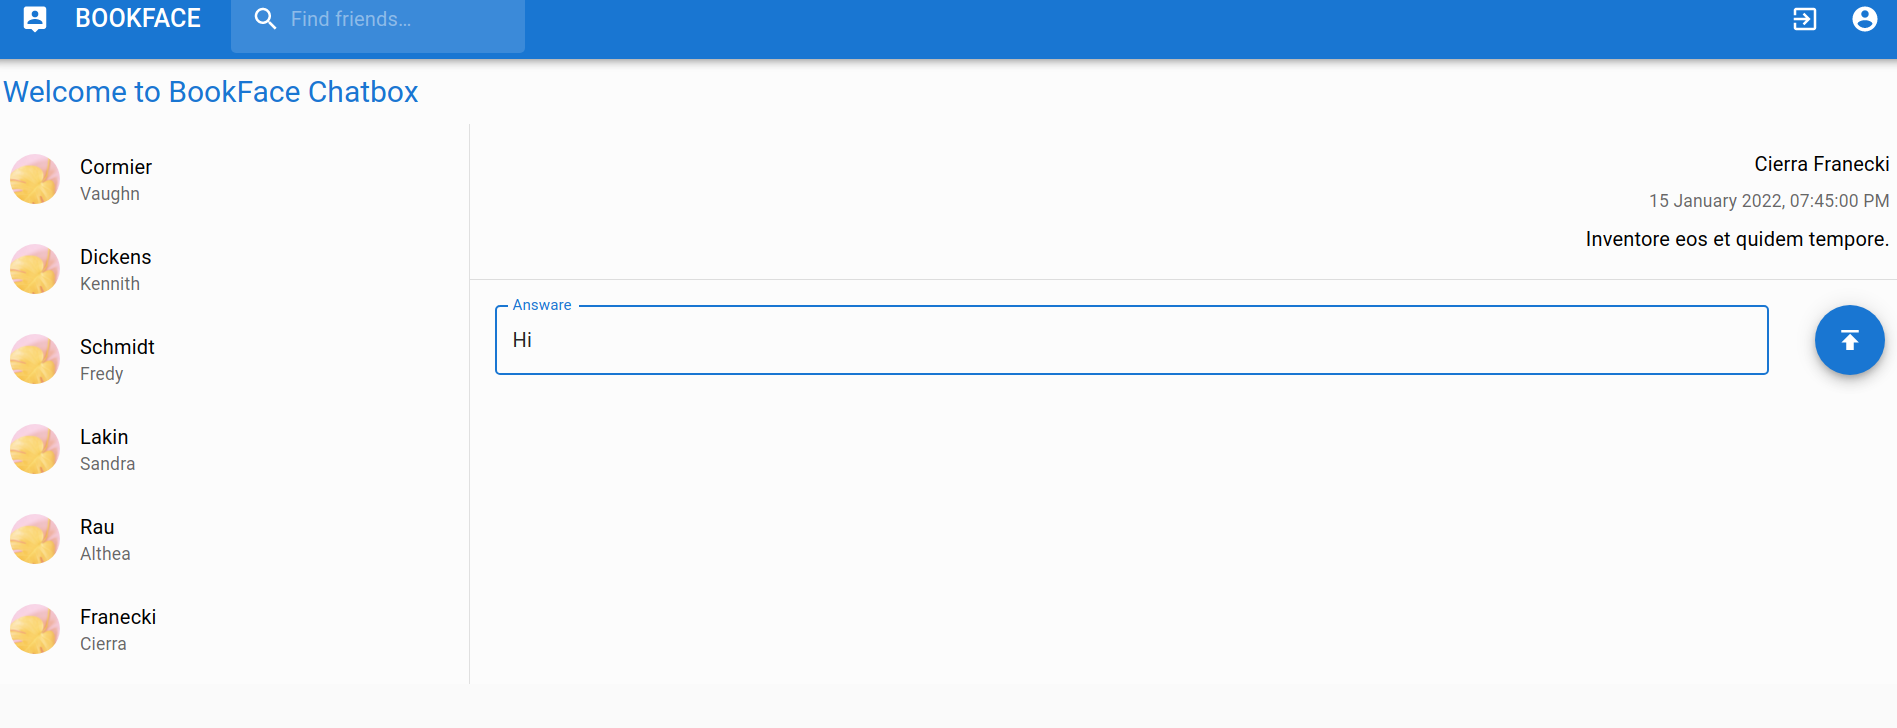 BOOKFACE
Find friends...
Welcome to BookFace Chatbox
Cormier
Vaughn
Dickens
Kennith
Schmidt
Fredy
Lakin
Sandra
Rau
Althea
Franecki
Cierra
Cierra Franecki
15 January 2022, 07:45:00 PM
Inventore eos et quidem tempore.
Answare
Hi